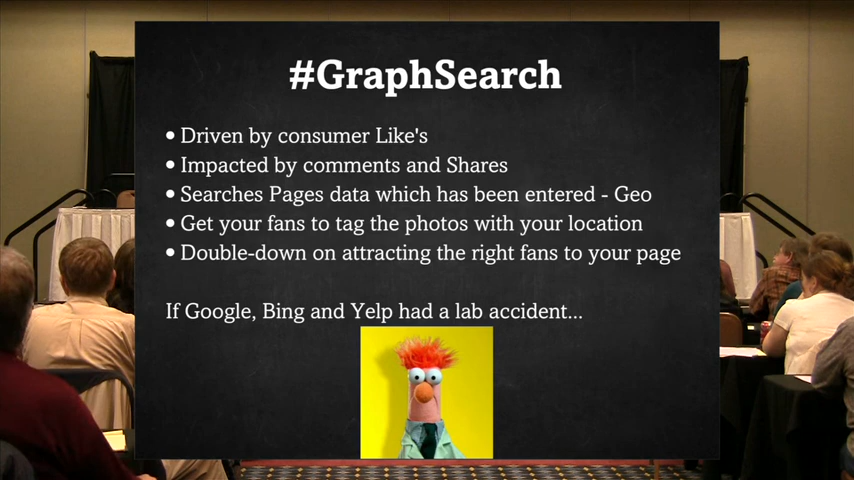 #GraphSearch
• Driven by consumer Like's
• Impacted by comments and Shares
• Searches Pages data which has been entered - Geo
• Get your fans to tag the photos with your location
• Double-down on attracting the right fans to your page
If Google, Bing and Yelp had a lab accident...